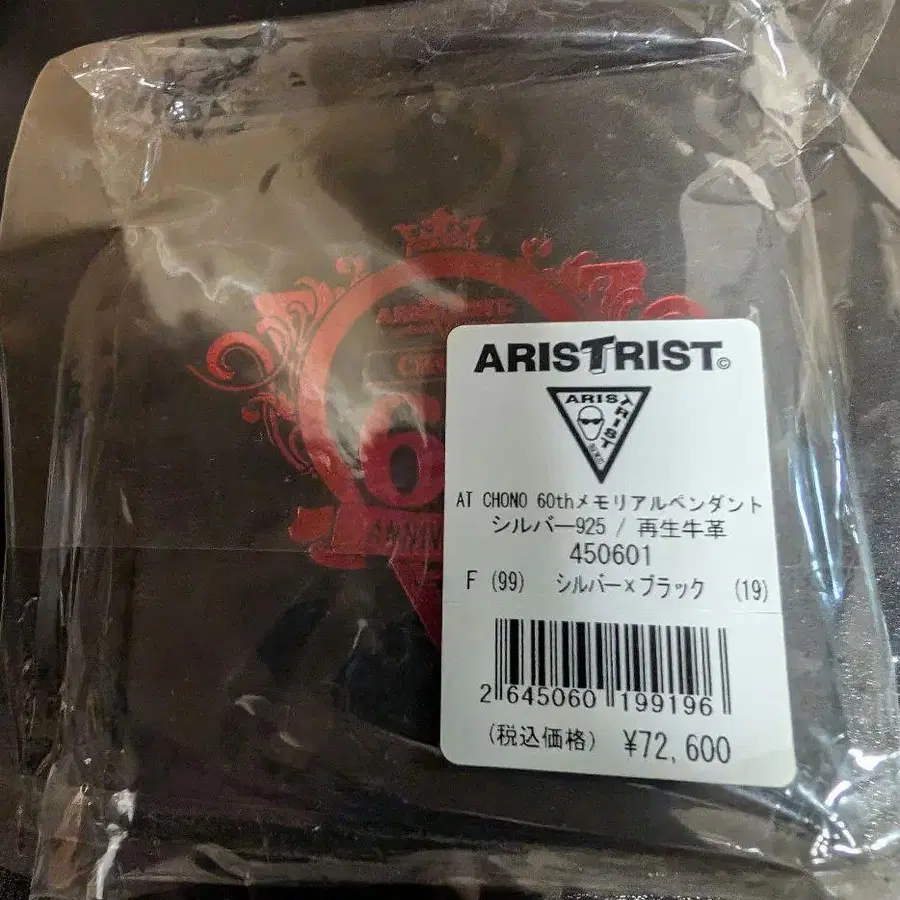 ARISTRIST©
ARIS
TRIST
AT CHONO 60thメモリアルペンダント
シルバー925 / 再生牛革
450601
F (99) シルバー×ブラック (19)
2 645060 199196
(税込価格) ¥72,600